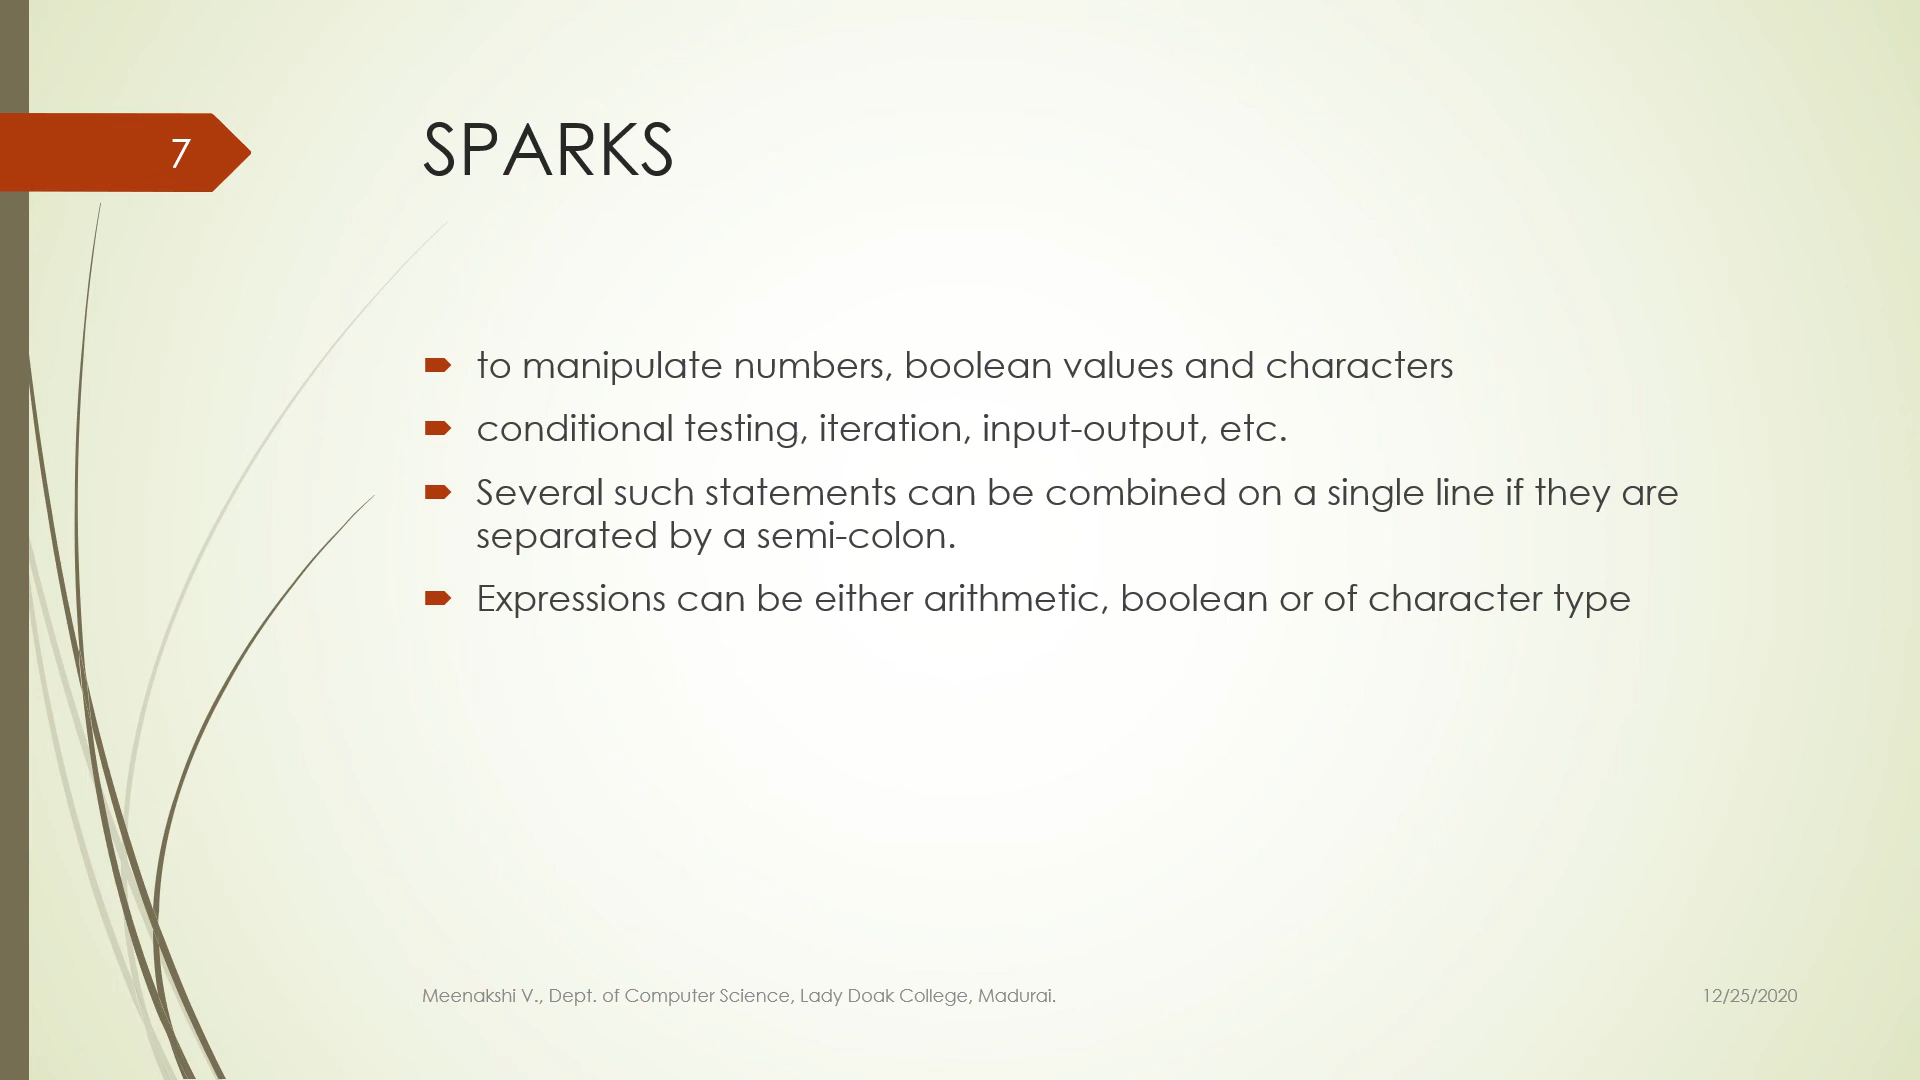 7
SPARKS
to manipulate numbers, boolean values and characters
conditional testing, iteration, input-output, etc.
Several such statements can be combined on a single line if they are
separated by a semi-colon.
Expressions can be either arithmetic, boolean or of character type
Meenakshi V., Dept. of Computer Science, Lady Doak College, Madurai.
12/25/2020